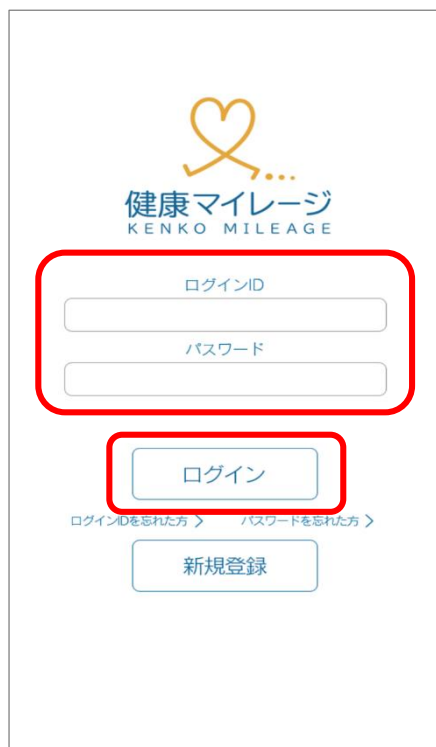 健康マイレージ
KENKO MILEAGE
ログインID
パスワード
ログイン
ログインIDを忘れた方 > パスワードを忘れた方 >
新規登録